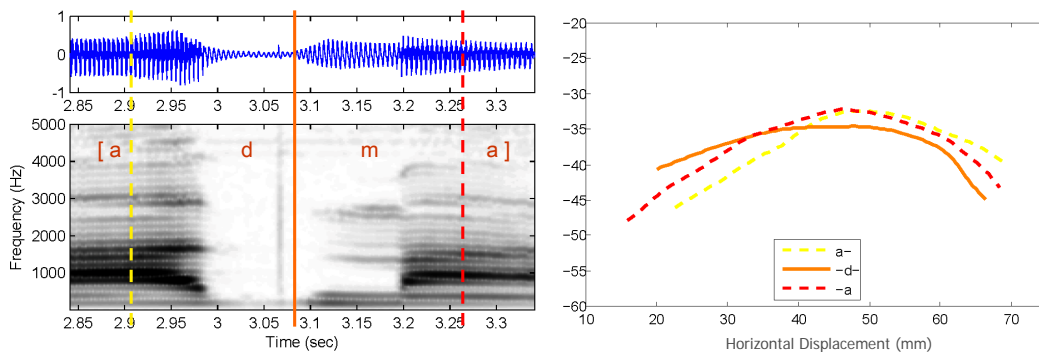 1
0
-1
2.85 2.9 2.95 3 3.05 3.1 3.15 3.2 3.25 3.3
5000
4000
3000
2000
1000
Frequency (Hz)
[ a d m a ]
2.85 2.9 2.95 3 3.05 3.1 3.15 3.2 3.25 3.3
Time (sec)
-20
-25
-30
-35
-40
-45
-50
-55
-60
a-
-d-
-a
10 20 30 40 50 60 70
Horizontal Displacement (mm)